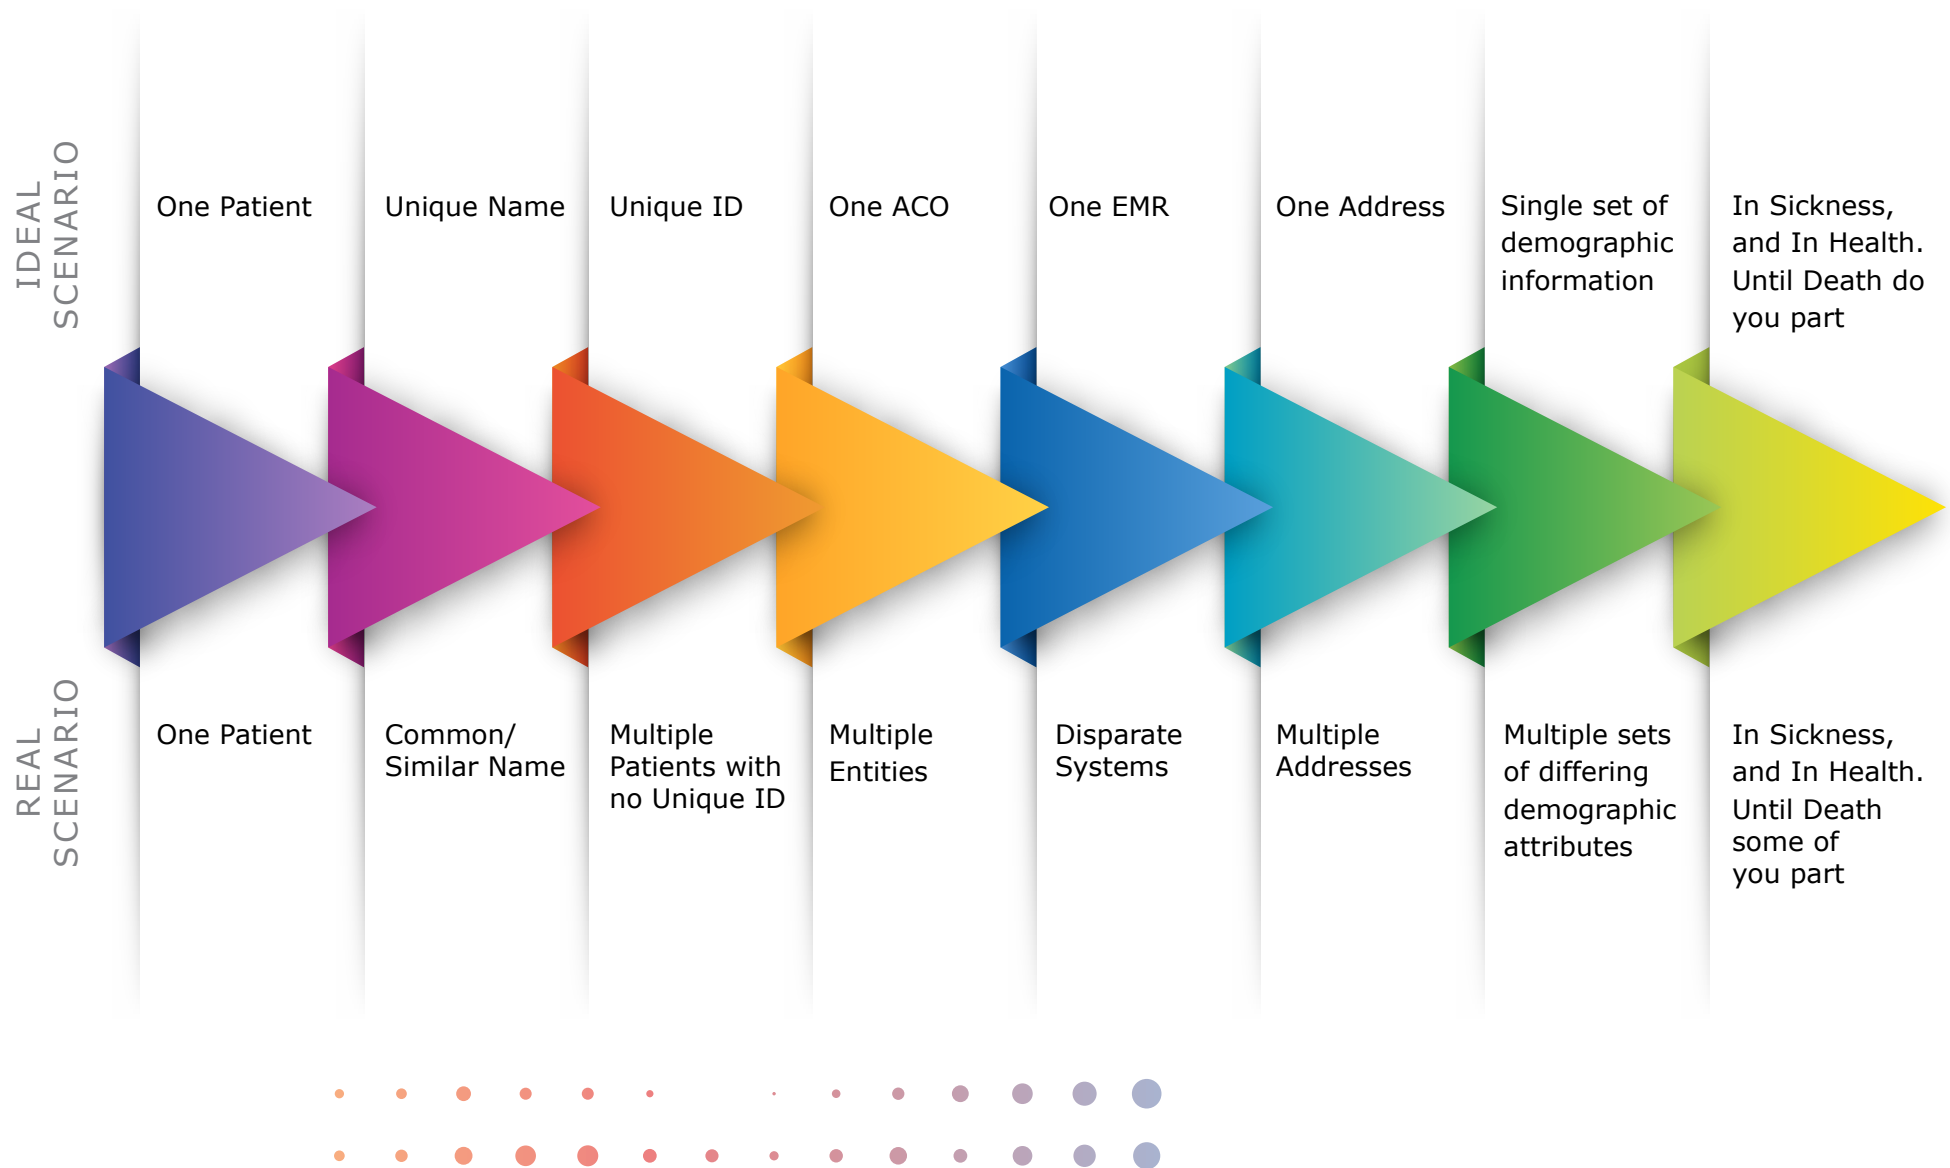 IDEAL
SCENARIO
One Patient
Unique Name
Unique ID
One ACO
One EMR
One Address
Single set of
demographic
information
In Sickness,
and In Health.
Until Death do
you part
REAL
SCENARIO
One Patient
Common/
Similar Name
Multiple
Patients with
no Unique ID
Multiple
Entities
Disparate
Systems
Multiple
Addresses
Multiple sets
of differing
demographic
attributes
In Sickness,
and In Health.
Until Death
some of
you part